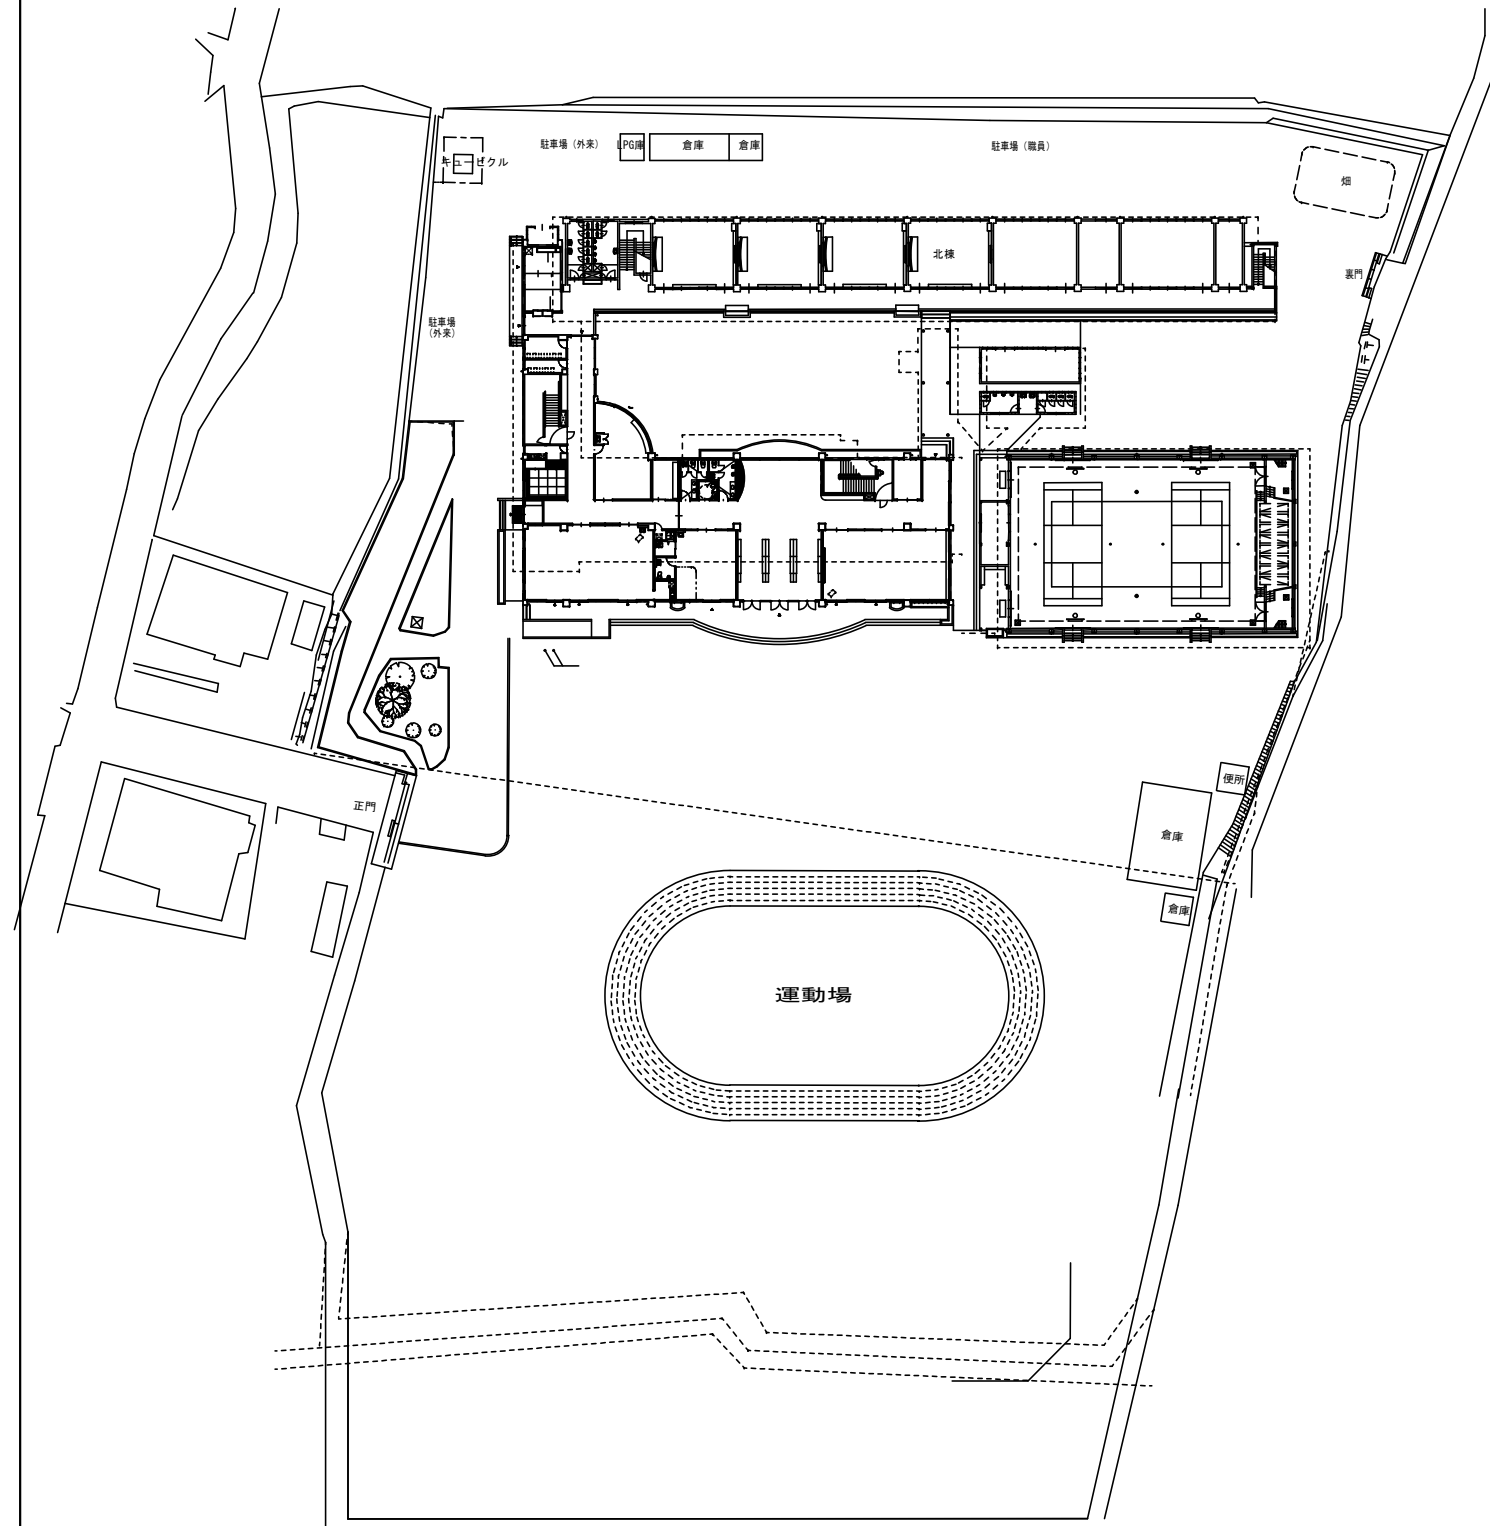 駐車場（外来）
LPG庫
倉庫
倉庫
駐車場（職員）
キュービクル
畑
北棟
裏門
駐車場
（外来）
便所
正門
倉庫
倉庫
運動場